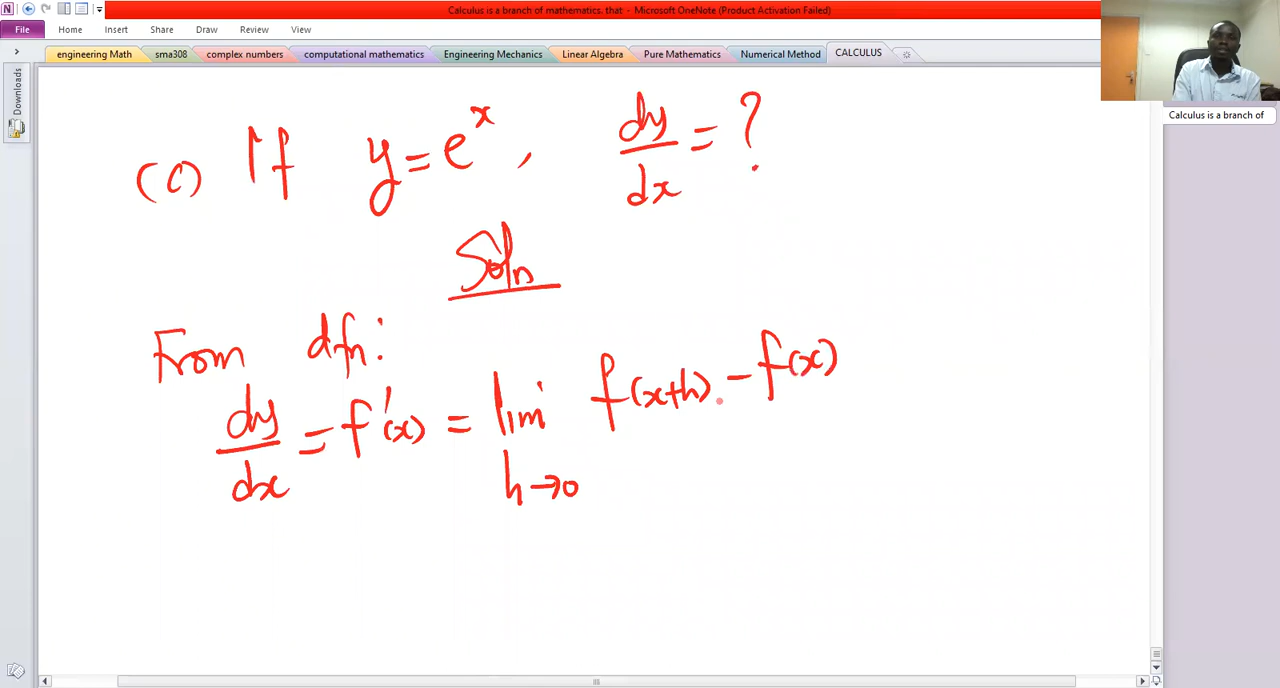 Calculus is a branch of mathematics. that - Microsoft OneNote (Product Activation Failed)
File Home Insert Share Draw Review View
engineering Math sma308 complex numbers computational mathematics Engineering Mechanics Linear Algebra Pure Mathematics Numerical Method CALCULUS
Downloads
Calculus is a branch of
(c) If y = e^x, dy/dx = ?
Soln
From dfn:
dy/dx = f'(x) = lim h→0 f(x+h) - f(x)